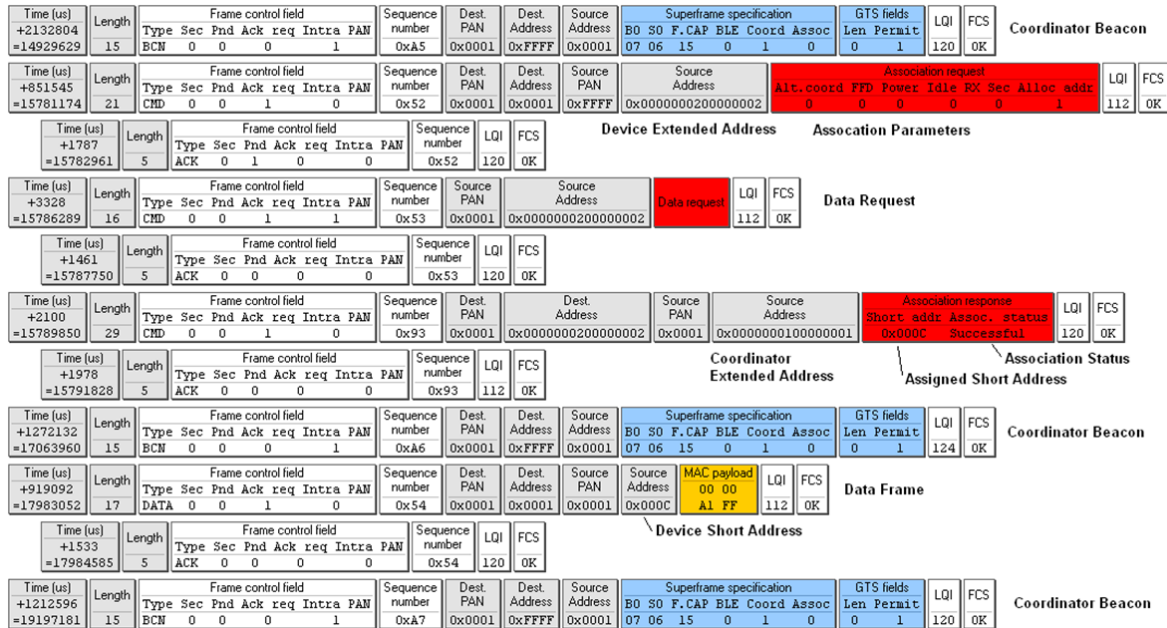 Time (us) Length Frame control field Sequence number Dest. PAN Dest. Address Source Address Superframe specification GTS fields LQI FCS
+2132804 Type Sec Pnd Ack req Intra PAN BO SO F.CAP BLE Coord Assoc Len Permit Coordinator Beacon
=14929629 15 BCN 0 0 0 1 0xA5 0x0001 0xFFFF 0x0001 07 06 15 0 1 0 0 1 120 OK
Time (us) Length Frame control field Sequence number Dest. PAN Dest. Address Source PAN Source Address Association request LQI FCS
+851545 Type Sec Pnd Ack req Intra PAN Alt.coord FFD Power Idle RX Sec Alloc addr
=15781174 21 CMD 0 0 1 0 0x52 0x0001 0x0001 0xFFFF 0x0000000200000002 0 0 0 0 0 1 112 OK
Device Extended Address Assocation Parameters
Time (us) Length Frame control field Sequence number LQI FCS
+1787 Type Sec Pnd Ack req Intra PAN
=15782961 5 ACK 0 1 0 0 0x52 120 OK
Time (us) Length Frame control field Sequence number Source PAN Source Address Data request LQI FCS
+3328 Type Sec Pnd Ack req Intra PAN Data Request
=15786289 16 CMD 0 0 1 1 0x53 0x0001 0x0000000200000002 112 OK
Time (us) Length Frame control field Sequence number LQI FCS
+1461 Type Sec Pnd Ack req Intra PAN
=15787750 5 ACK 0 0 0 0 0x53 120 OK
Time (us) Length Frame control field Sequence number Dest. PAN Dest. Address Source PAN Source Address Association response LQI FCS
+2100 Type Sec Pnd Ack req Intra PAN Short addr Assoc. status
=15789850 29 CMD 0 0 1 0 0x93 0x0001 0x0000000200000002 0x0001 0x0000000100000001 0x000C Successful 120 OK
Coordinator Extended Address Assigned Short Address Association Status
Time (us) Length Frame control field Sequence number LQI FCS
+1978 Type Sec Pnd Ack req Intra PAN
=15791828 5 ACK 0 0 0 0 0x93 112 OK
Time (us) Length Frame control field Sequence number Dest. PAN Dest. Address Source Address Superframe specification GTS fields LQI FCS
+1272132 Type Sec Pnd Ack req Intra PAN BO SO F.CAP BLE Coord Assoc Len Permit Coordinator Beacon
=17063960 15 BCN 0 0 0 1 0xA6 0x0001 0xFFFF 0x0001 07 06 15 0 1 0 0 1 124 OK
Time (us) Length Frame control field Sequence number Dest. PAN Dest. Address Source PAN Source Address MAC payload LQI FCS
+919092 Type Sec Pnd Ack req Intra PAN 00 00 Data Frame
=17983052 17 DATA 0 0 1 0 0x54 0x0001 0x0001 0x0001 0x000C A1 FF 112 OK
Device Short Address
Time (us) Length Frame control field Sequence number LQI FCS
+1533 Type Sec Pnd Ack req Intra PAN
=17984585 5 ACK 0 0 0 0 0x54 120 OK
Time (us) Length Frame control field Sequence number Dest. PAN Dest. Address Source Address Superframe specification GTS fields LQI FCS
+1212596 Type Sec Pnd Ack req Intra PAN BO SO F.CAP BLE Coord Assoc Len Permit Coordinator Beacon
=19197181 15 BCN 0 0 0 1 0xA7 0x0001 0xFFFF 0x0001 07 06 15 0 1 0 0 1 120 OK